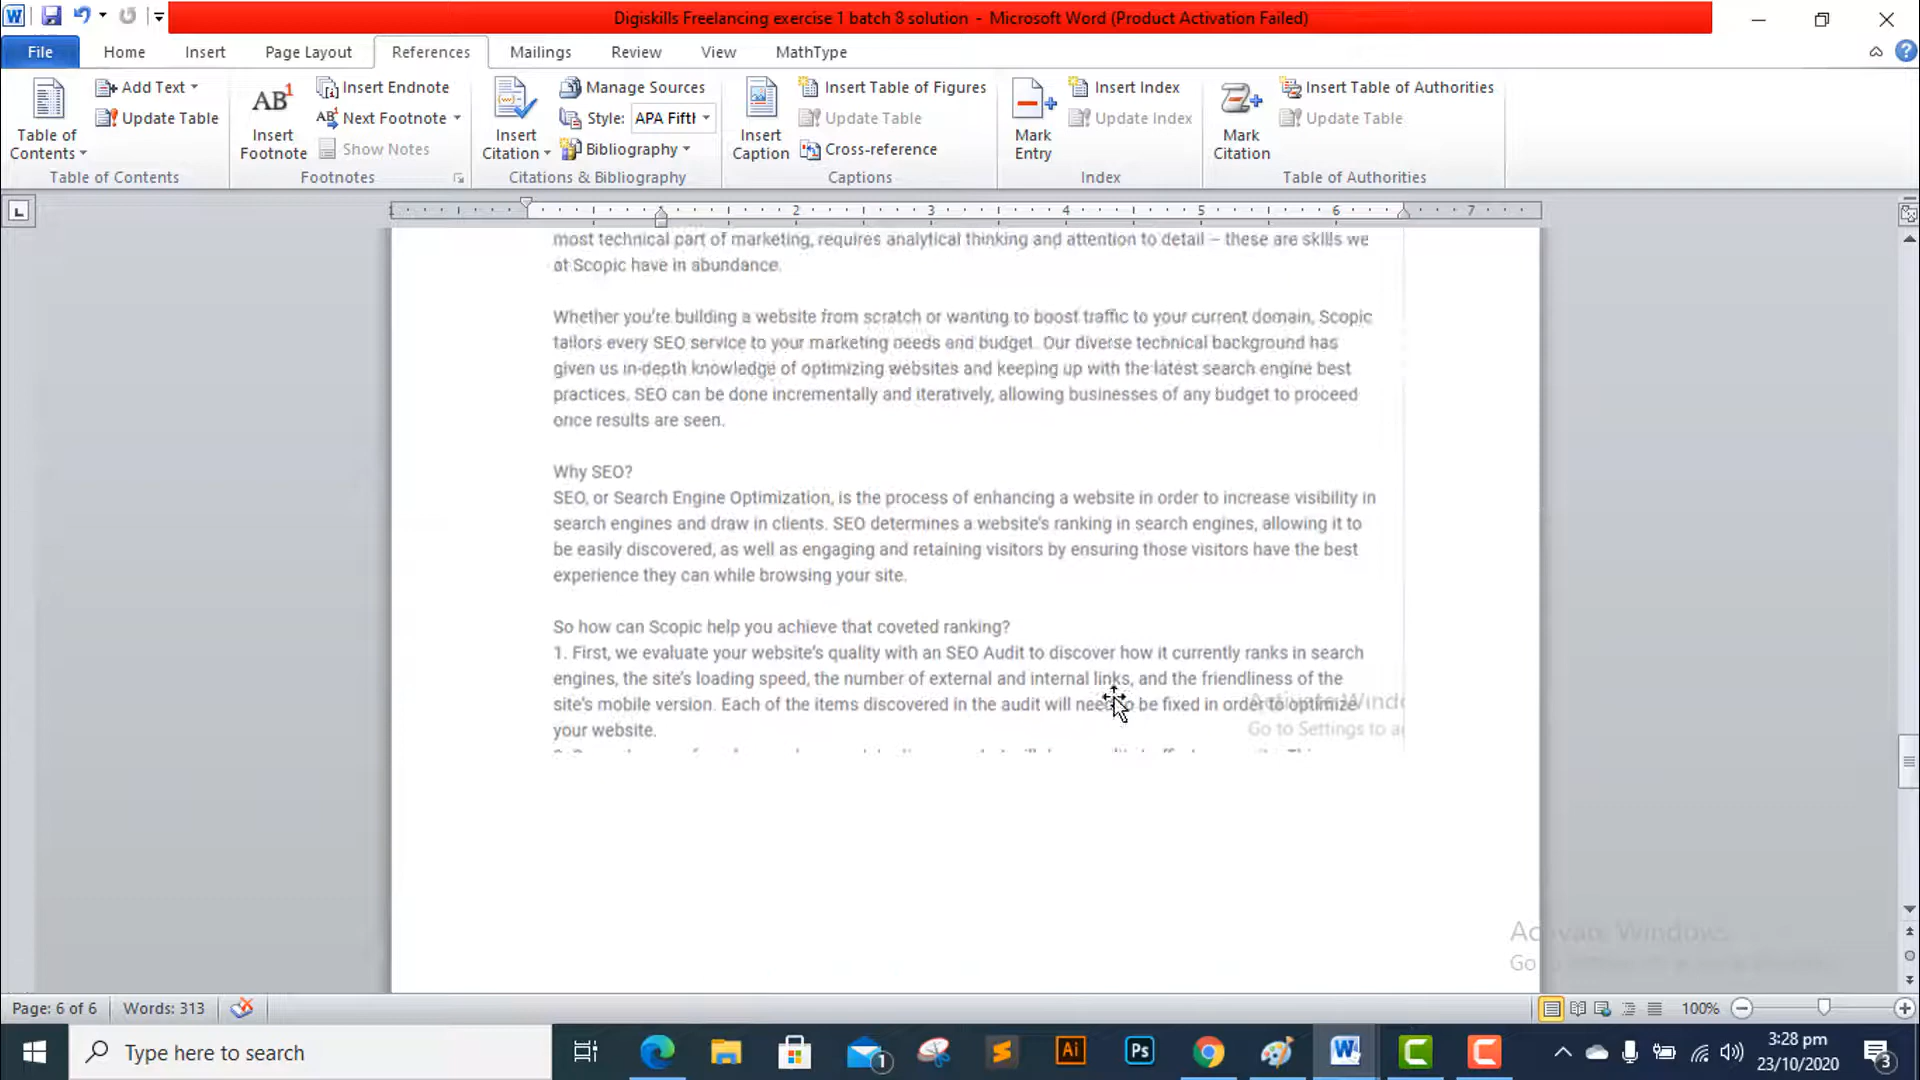 Digiskills Freelancing exercise 1 batch 8 solution - Microsoft Word (Product Activation Failed)
File Home Insert Page Layout References Mailings Review View MathType
Table of Contents
Add Text
Update Table
Table of Contents
AB1
Insert Footnote
Insert Endnote
Next Footnote
Show Notes
Footnotes
Insert Citation
Manage Sources
Style: APA Fifth
Bibliography
Citations & Bibliography
Insert Caption
Insert Table of Figures
Update Table
Cross-reference
Captions
Mark Entry
Insert Index
Update Index
Index
Mark Citation
Insert Table of Authorities
Update Table
Table of Authorities
1 2 3 4 5 6 7
most technical part of marketing, requires analytical thinking and attention to detail – these are skills we
at Scopic have in abundance.
Whether you're building a website from scratch or wanting to boost traffic to your current domain, Scopic
tailors every SEO service to your marketing needs and budget. Our diverse technical background has
given us in-depth knowledge of optimizing websites and keeping up with the latest search engine best
practices. SEO can be done incrementally and iteratively, allowing businesses of any budget to proceed
once results are seen.
Why SEO?
SEO, or Search Engine Optimization, is the process of enhancing a website in order to increase visibility in
search engines and draw in clients. SEO determines a website's ranking in search engines, allowing it to
be easily discovered, as well as engaging and retaining visitors by ensuring those visitors have the best
experience they can while browsing your site.
So how can Scopic help you achieve that coveted ranking?
1. First, we evaluate your website's quality with an SEO Audit to discover how it currently ranks in search
engines, the site's loading speed, the number of external and internal links, and the friendliness of the
site's mobile version. Each of the items discovered in the audit will need to be fixed in order to optimize
your website.
Go to Settings to a
Activate Windows
Page: 6 of 6 Words: 313 100%
Type here to search
1
Ai
Ps
3:28 pm
23/10/2020
3